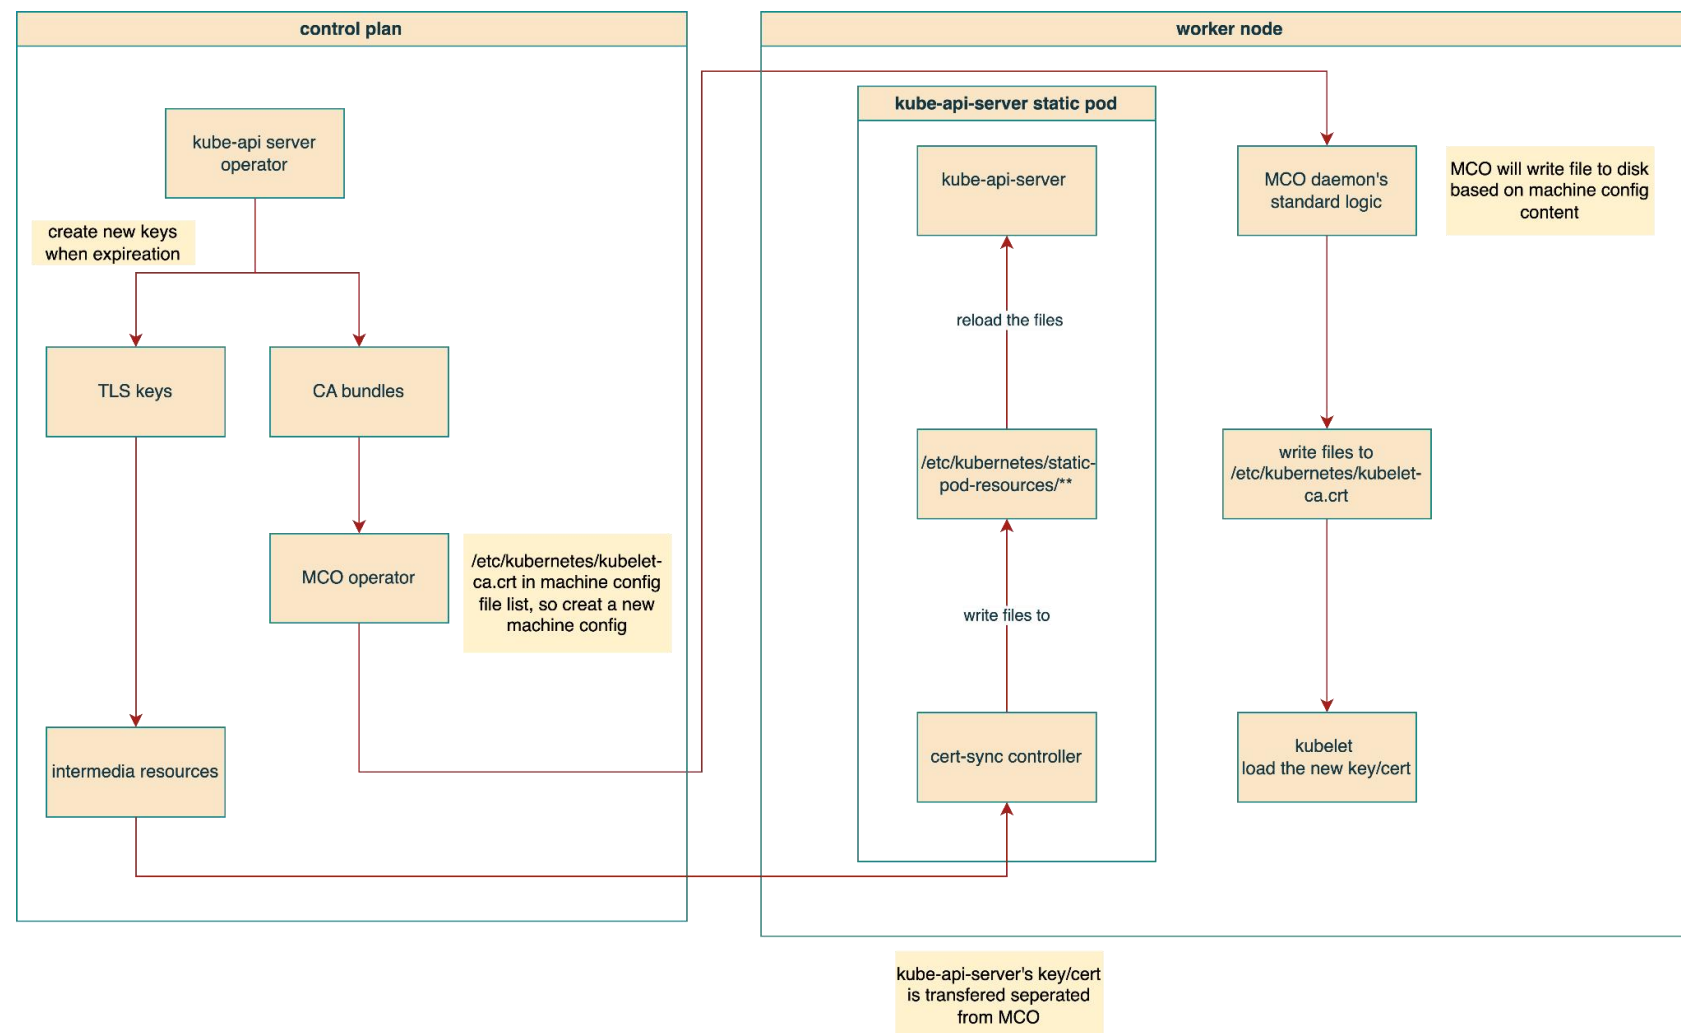 control plan
kube-api server
operator
create new keys
when expireation
TLS keys
CA bundles
MCO operator
/etc/kubernetes/kubelet-
ca.crt in machine config
file list, so creat a new
machine config
intermedia resources
worker node
kube-api-server static pod
kube-api-server
reload the files
/etc/kubernetes/static-
pod-resources/**
write files to
cert-sync controller
MCO daemon's
standard logic
MCO will write file to disk
based on machine config
content
write files to
/etc/kubernetes/kubelet-
ca.crt
kubelet
load the new key/cert
kube-api-server's key/cert
is transfered seperated
from MCO